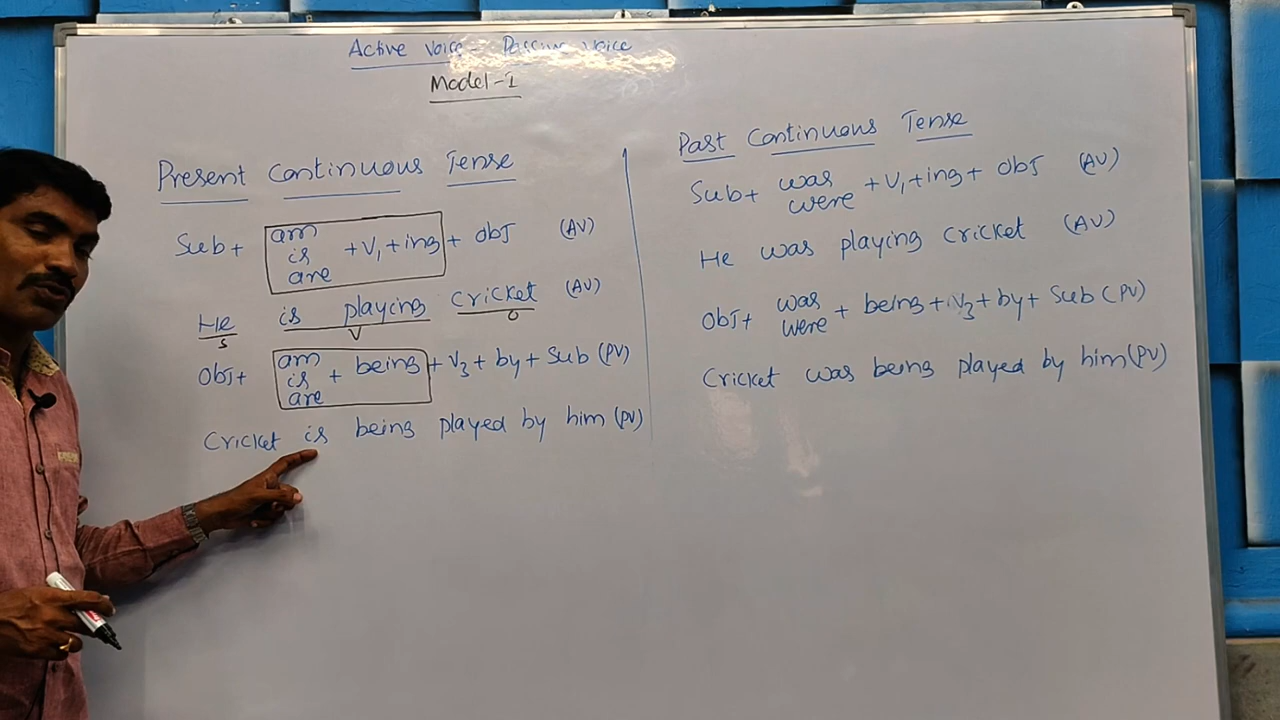 Active Voice - Passive Voice
Model-1
Present Continuous Tense
Sub+ am is are +V1+ing + obj (AV)
He is playing cricket (AV)
S V O
Obj+ am is are + being + V3 + by + Sub (PV)
Cricket is being played by him (PV)
Past Continuous Tense
Sub+ was were +V1+ing+ obj (AV)
He was playing cricket (AV)
Obj+ was were + being + V3 + by + Sub (PV)
Cricket was being played by him (PV)